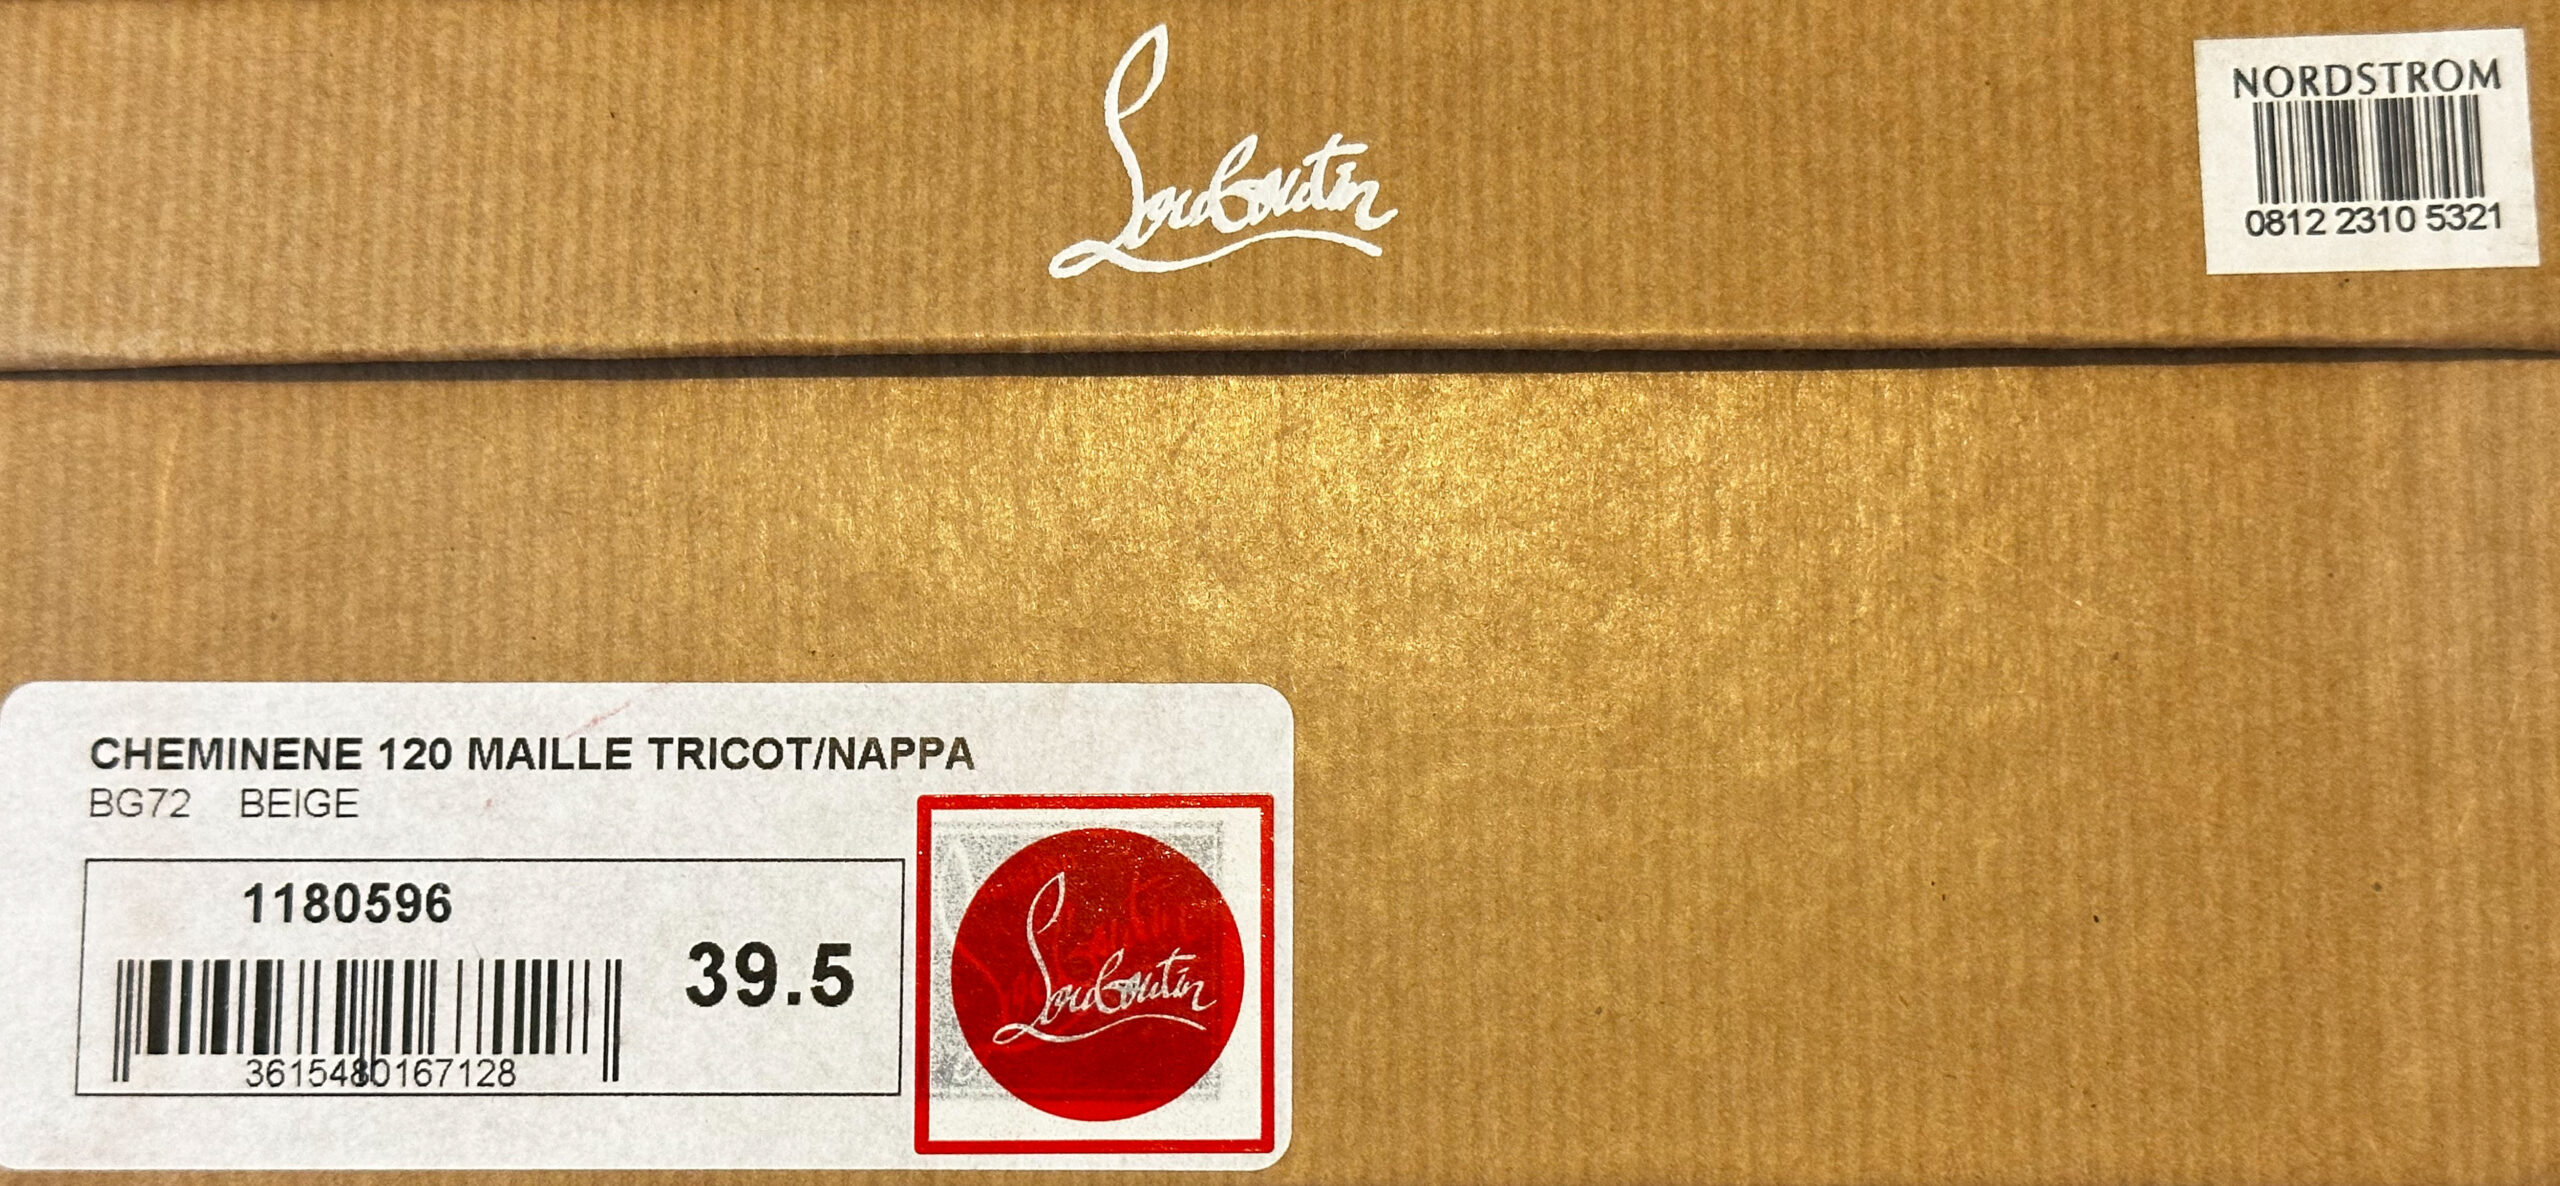 Louboutin
NORDSTROM
0812 2310 5321
CHEMINENE 120 MAILLE TRICOT/NAPPA
BG72 BEIGE
1180596
39.5
3615480167128
Louboutin